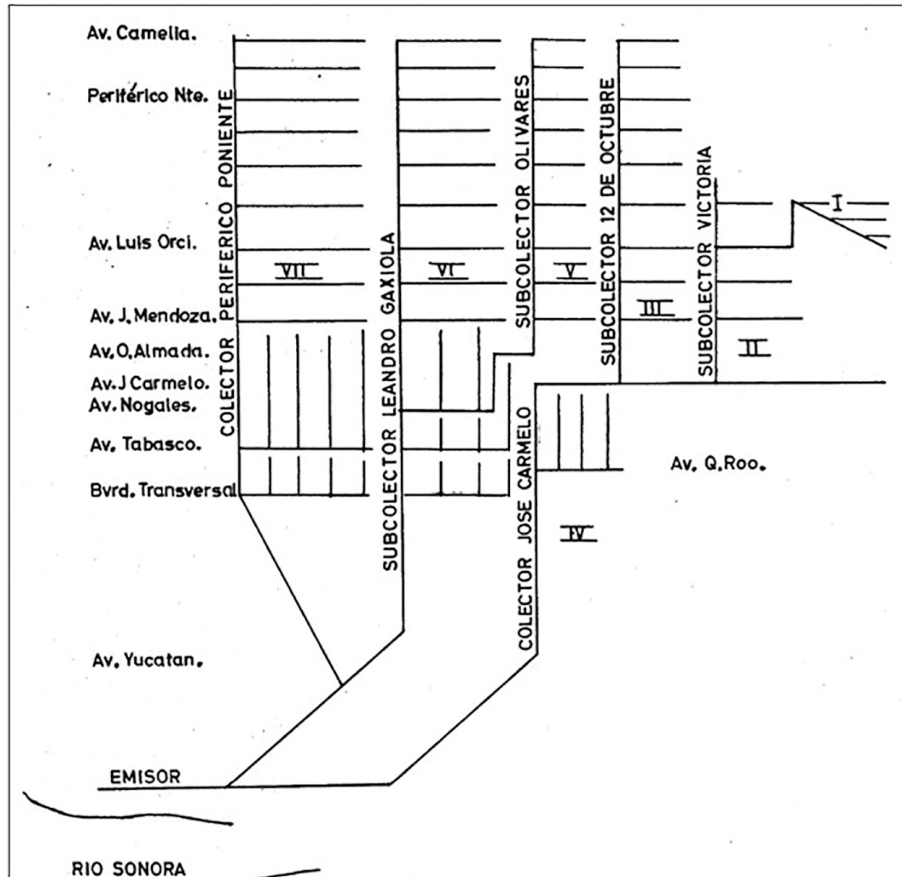 Av. Camelia.
Periférico Nte.
COLECTOR PERIFERICO PONIENTE
SUBCOLECTOR OLIVARES
SUBCOLECTOR 12 DE OCTUBRE
SUBCOLECTOR VICTORIA
I
Av. Luis Orci.
VII
VI
V
SUBCOLECTOR LEANDRO GAXIOLA
III
Av. J. Mendoza.
II
Av. O. Almada.
Av. J Carmelo.
Av. Nogales.
Av. Tabasco.
Av. Q. Roo.
Bvrd. Transversal
COLECTOR JOSE CARMELO
IV
Av. Yucatan.
EMISOR
RIO SONORA